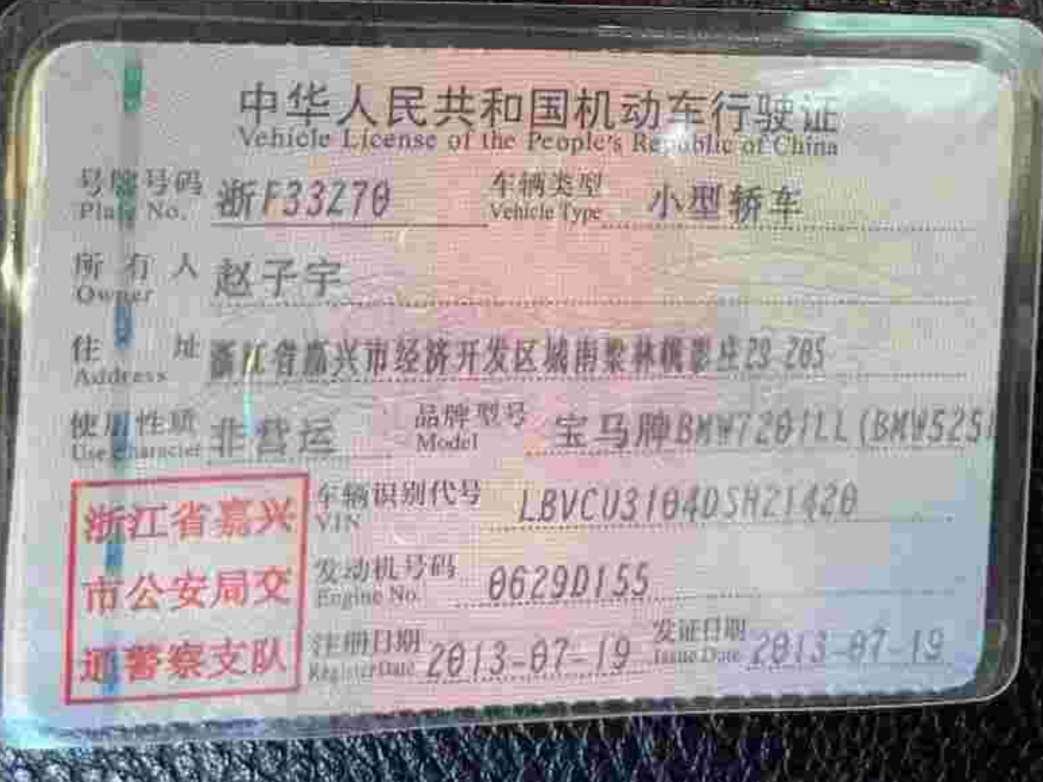 中华人民共和国机动车行驶证
Vehicle License of the People's Republic of China
号牌号码 浙F33Z70 车辆类型 小型轿车
Plate No. Vehicle Type
所有人 赵子宇
Owner
住址 浙江省嘉兴市经济开发区城南 29-205
Address
使用性质 非营运 品牌型号 宝马牌BMW7201LL(BMW525
Use Character Model
浙江省嘉兴 车辆识别代号 LBVCU3104DSH21420
VIN
市公安局交 发动机号码 0629D155
Engine No.
通警察支队 注册日期 2013-07-19 发证日期 2013-07-19
Register Date Issue Date